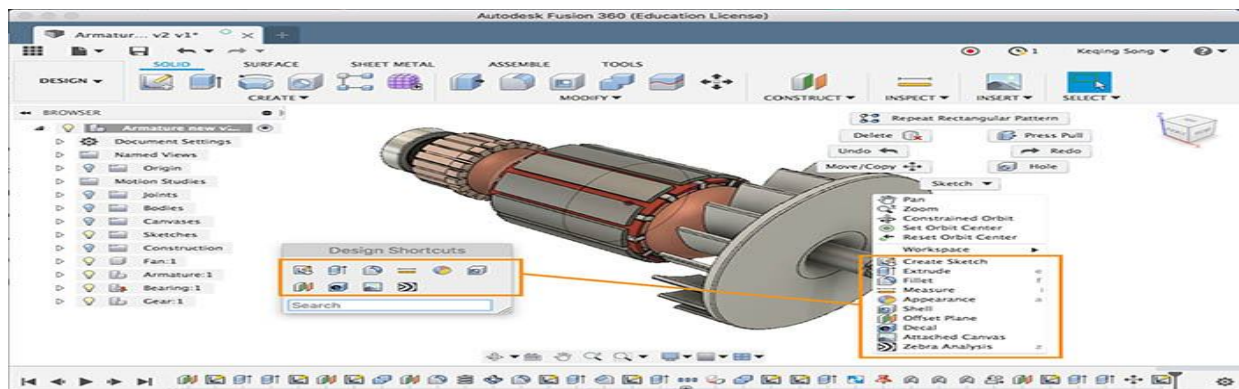 Autodesk Fusion 360 (Education License)
Armatur... v2 v1*
1 Keqing Song
DESIGN
SOLID SURFACE SHEET METAL ASSEMBLE TOOLS
CREATE MODIFY CONSTRUCT INSPECT INSERT SELECT
BROWSER
Armature new v...
Document Settings
Named Views
Origin
Motion Studies
Joints
Bodies
Canvases
Sketches
Construction
Fan:1
Armature:1
Bearing:1
Gear:1
Design Shortcuts
Search
Repeat Rectangular Pattern
Delete Press Pull
Undo Redo
Move/Copy Hole
Sketch
Pan
Zoom
Constrained Orbit
Set Orbit Center
Reset Orbit Center
Workspace
Create Sketch
Extrude e
Fillet f
Measure i
Appearance a
Shell
Offset Plane
Decal
Attached Canvas
Zebra Analysis z